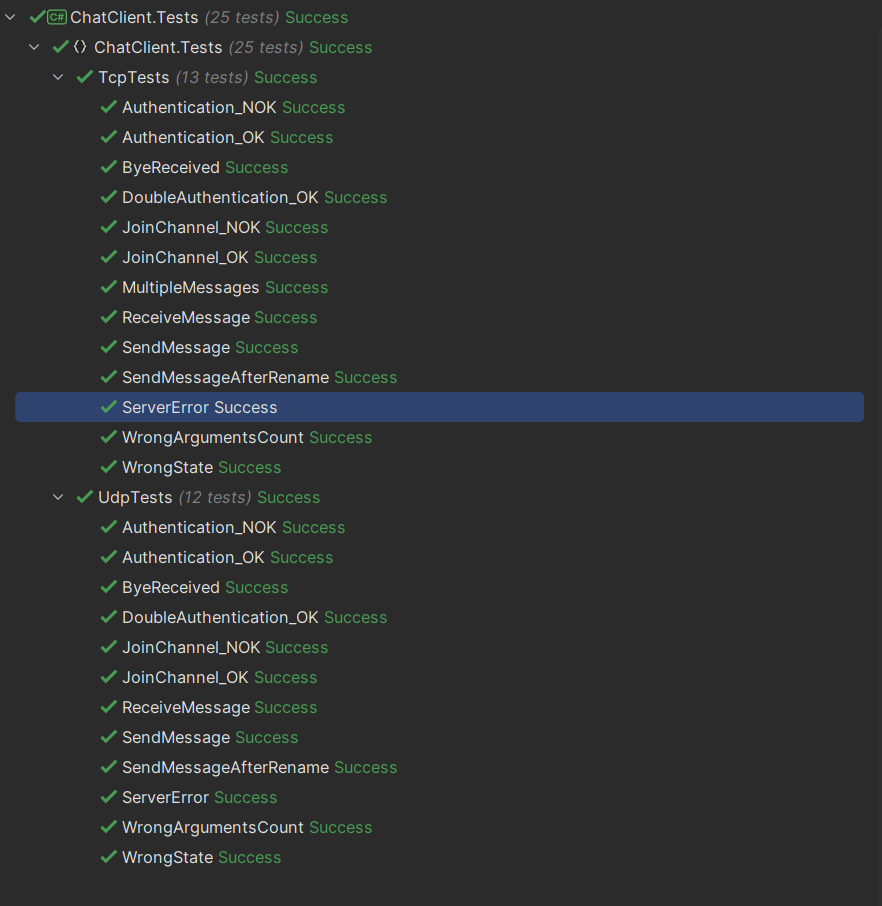 C# ChatClient.Tests (25 tests) Success
{} ChatClient.Tests (25 tests) Success
TcpTests (13 tests) Success
Authentication_NOK Success
Authentication_OK Success
ByeReceived Success
DoubleAuthentication_OK Success
JoinChannel_NOK Success
JoinChannel_OK Success
MultipleMessages Success
ReceiveMessage Success
SendMessage Success
SendMessageAfterRename Success
ServerError Success
WrongArgumentsCount Success
WrongState Success
UdpTests (12 tests) Success
Authentication_NOK Success
Authentication_OK Success
ByeReceived Success
DoubleAuthentication_OK Success
JoinChannel_NOK Success
JoinChannel_OK Success
ReceiveMessage Success
SendMessage Success
SendMessageAfterRename Success
ServerError Success
WrongArgumentsCount Success
WrongState Success